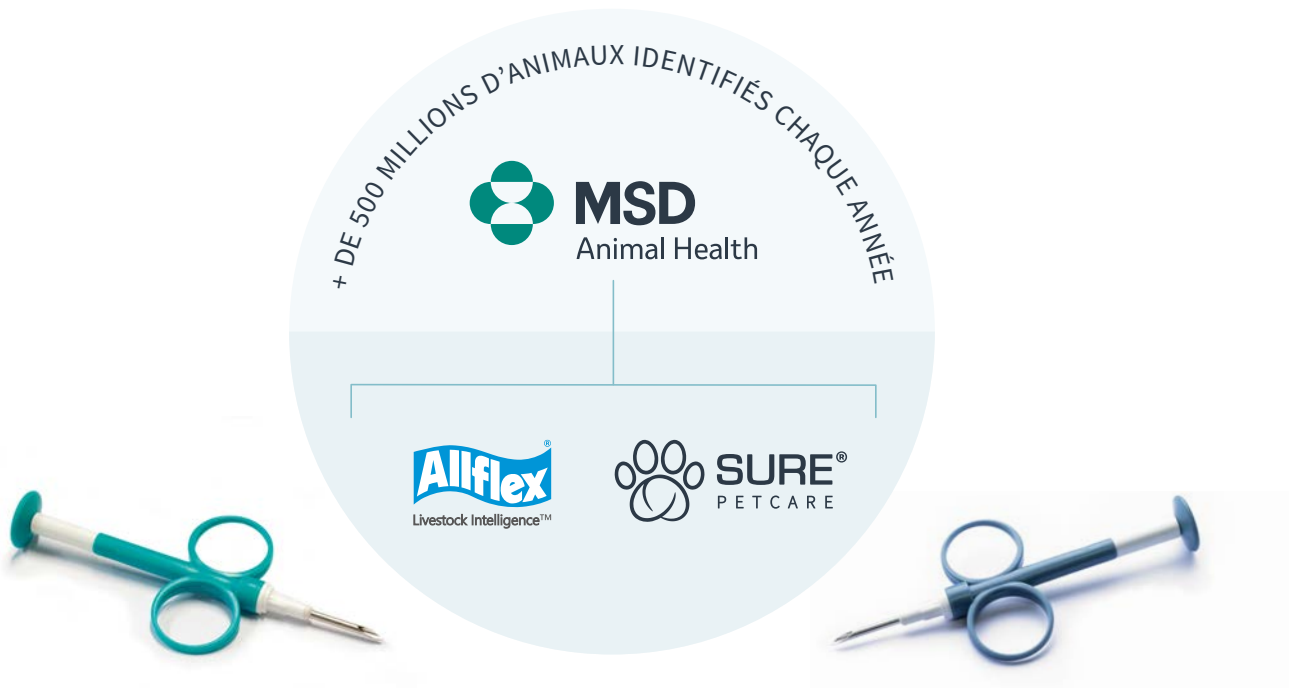 + DE 500 MILLIONS D'ANIMAUX IDENTIFIÉS CHAQUE ANNÉE
MSD
Animal Health
Allflex®
Livestock Intelligence™
SURE®
PETCARE